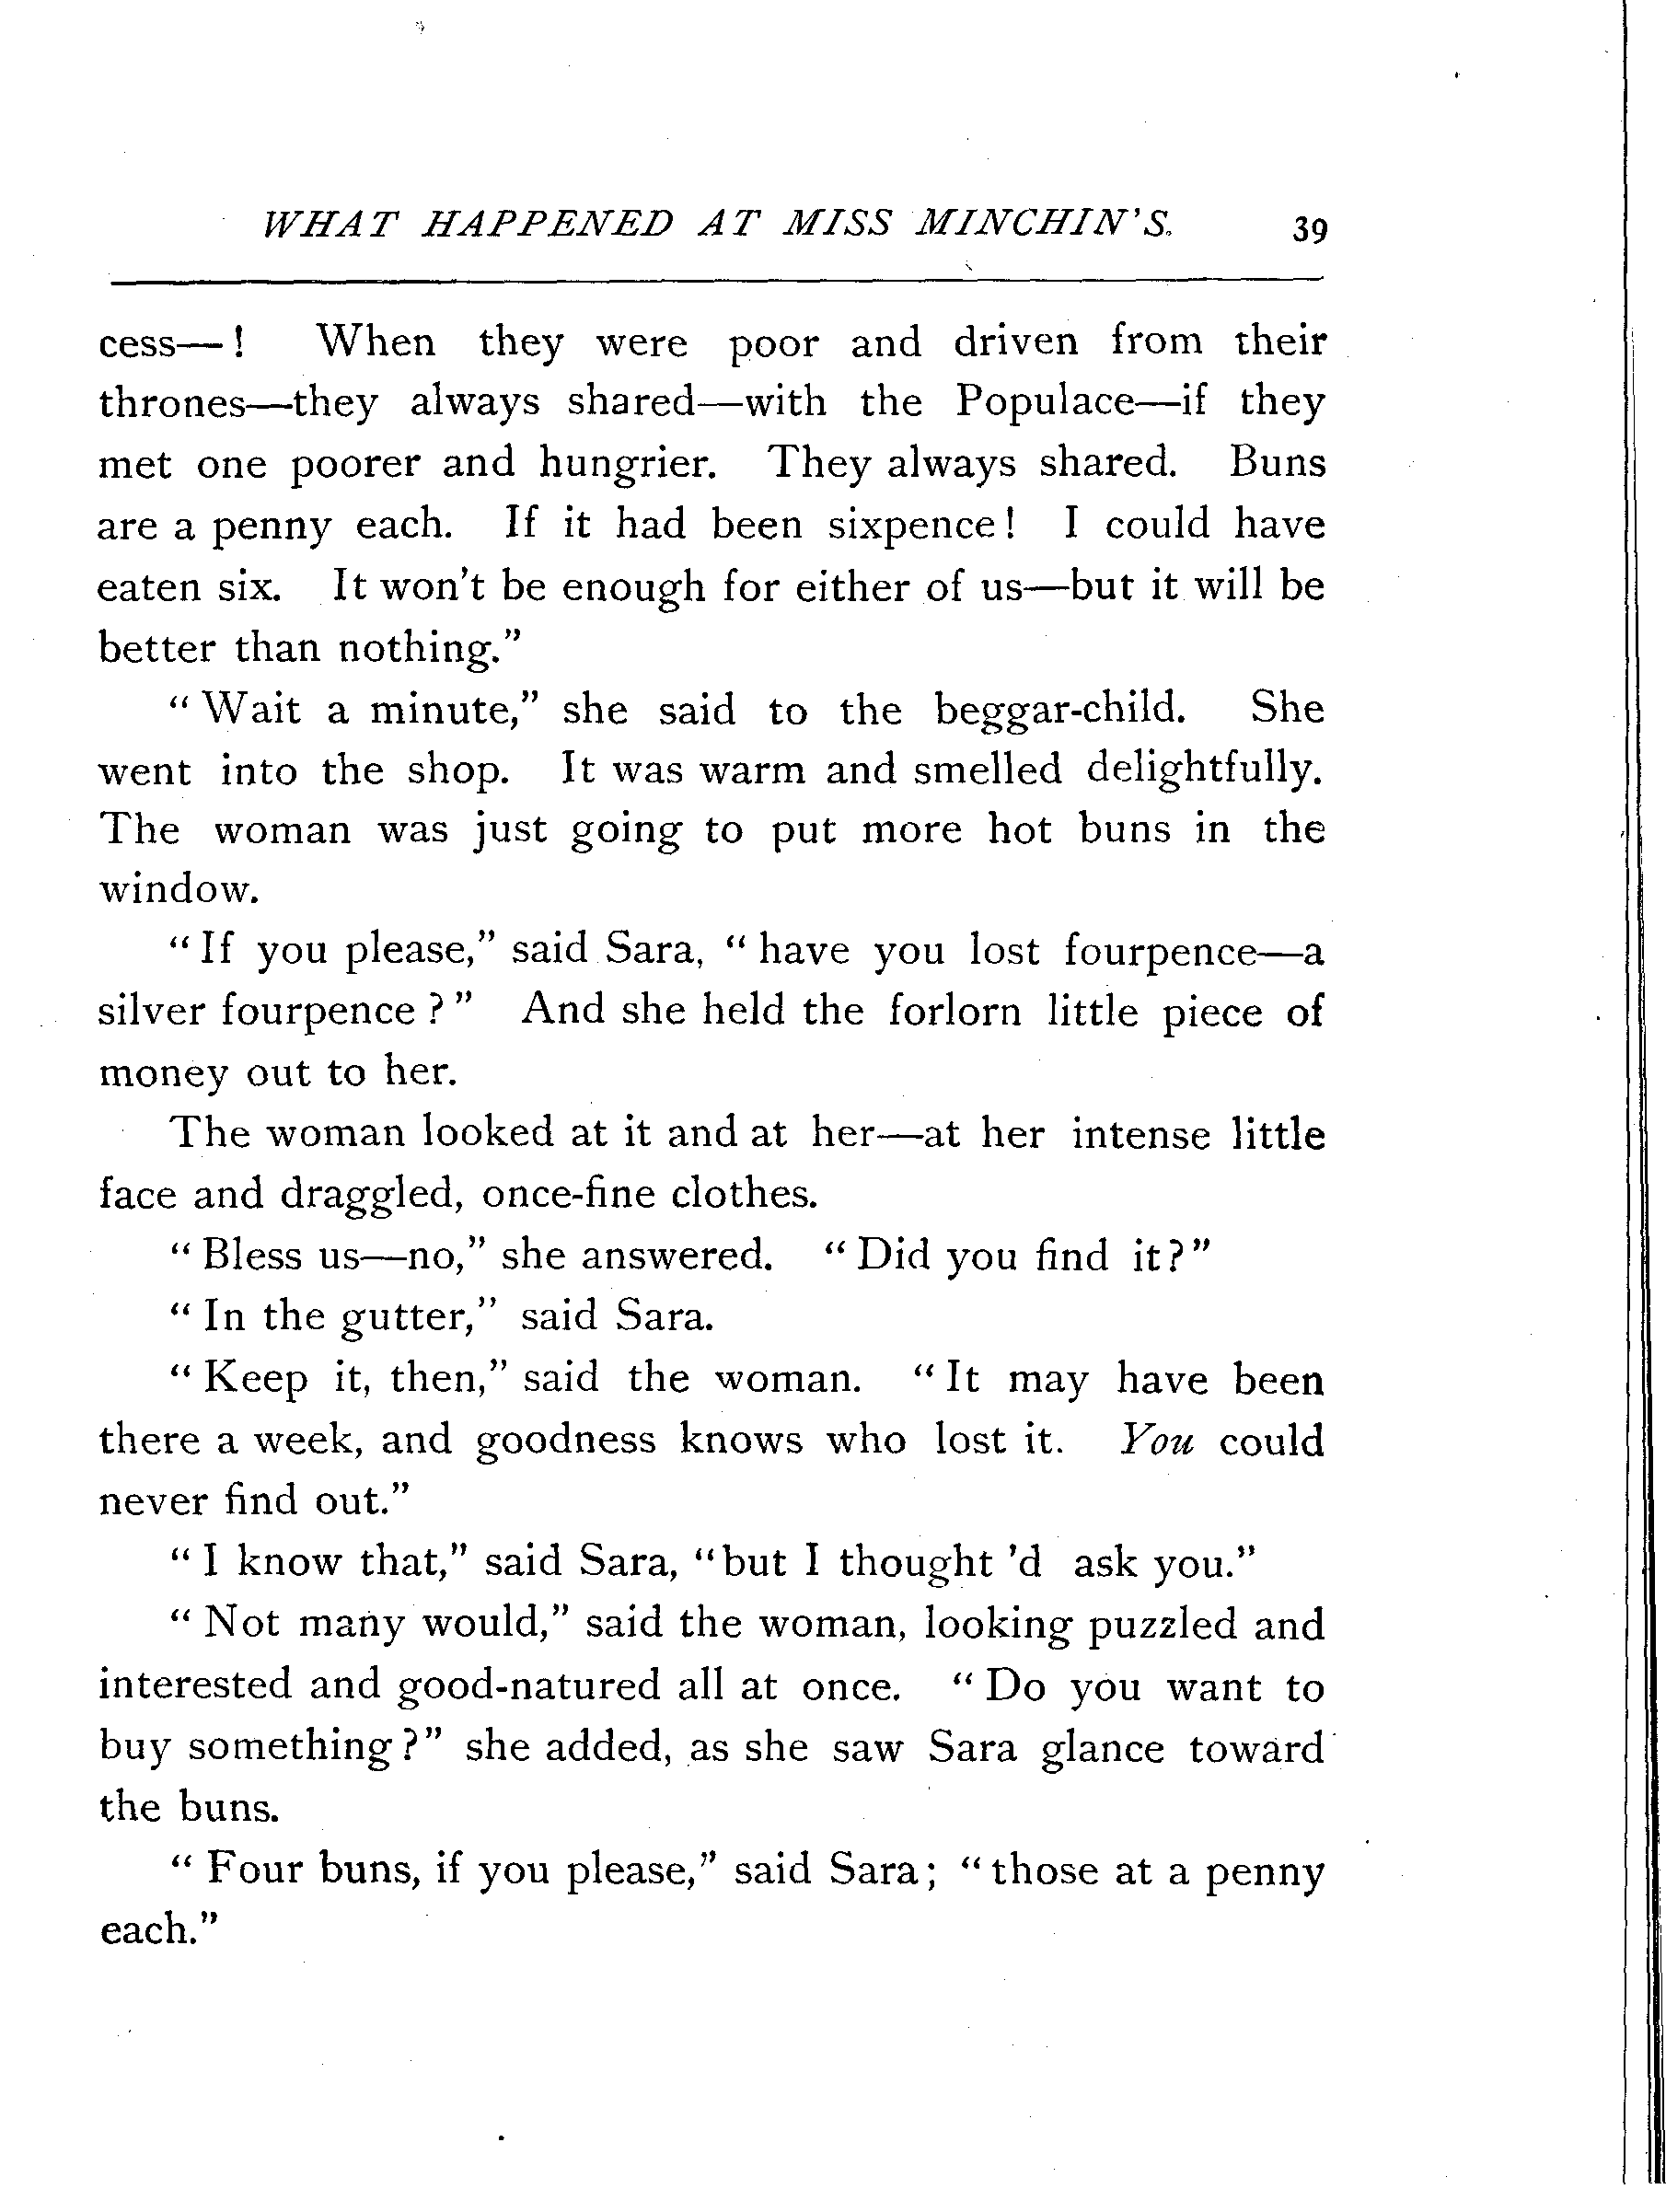 WHAT HAPPENED AT MISS MINCHIN'S. 39
cess—! When they were poor and driven from their
thrones—they always shared—with the Populace—if they
met one poorer and hungrier. They always shared. Buns
are a penny each. If it had been sixpence! I could have
eaten six. It won't be enough for either of us—but it will be
better than nothing."
"Wait a minute," she said to the beggar-child. She
went into the shop. It was warm and smelled delightfully.
The woman was just going to put more hot buns in the
window.
"If you please," said Sara, "have you lost fourpence—a
silver fourpence?" And she held the forlorn little piece of
money out to her.
The woman looked at it and at her—at her intense little
face and draggled, once-fine clothes.
"Bless us—no," she answered. "Did you find it?"
"In the gutter," said Sara.
"Keep it, then," said the woman. "It may have been
there a week, and goodness knows who lost it. You could
never find out."
"I know that," said Sara, "but I thought 'd ask you."
"Not many would," said the woman, looking puzzled and
interested and good-natured all at once. "Do you want to
buy something?" she added, as she saw Sara glance toward
the buns.
"Four buns, if you please," said Sara; "those at a penny
each."